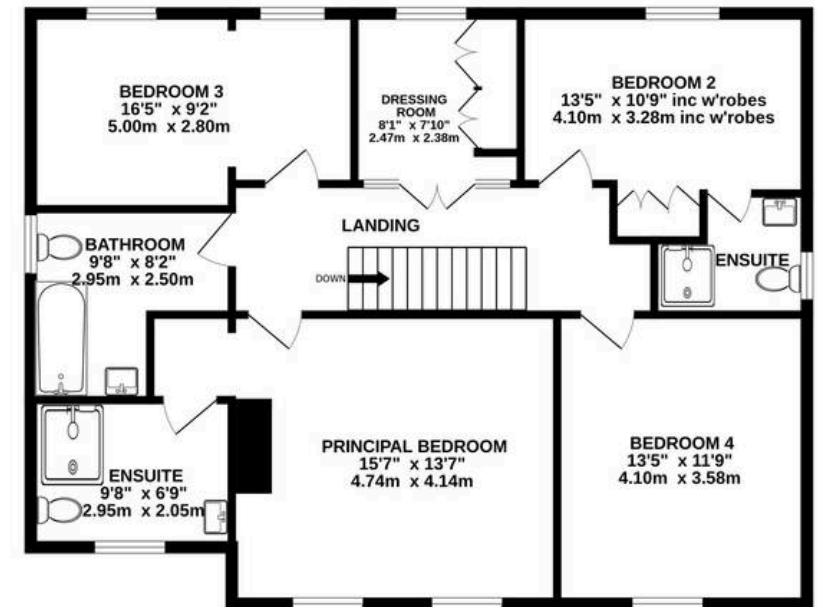 BEDROOM 3
16'5" x 9'2"
5.00m x 2.80m
DRESSING
ROOM
8'1" x 7'10"
2.47m x 2.38m
BEDROOM 2
13'5" x 10'9" inc w'robes
4.10m x 3.28m inc w'robes
LANDING
BATHROOM
9'8" x 8'2"
2.95m x 2.50m
DOWN
ENSUITE
PRINCIPAL BEDROOM
15'7" x 13'7"
4.74m x 4.14m
BEDROOM 4
13'5" x 11'9"
4.10m x 3.58m
ENSUITE
9'8" x 6'9"
2.95m x 2.05m